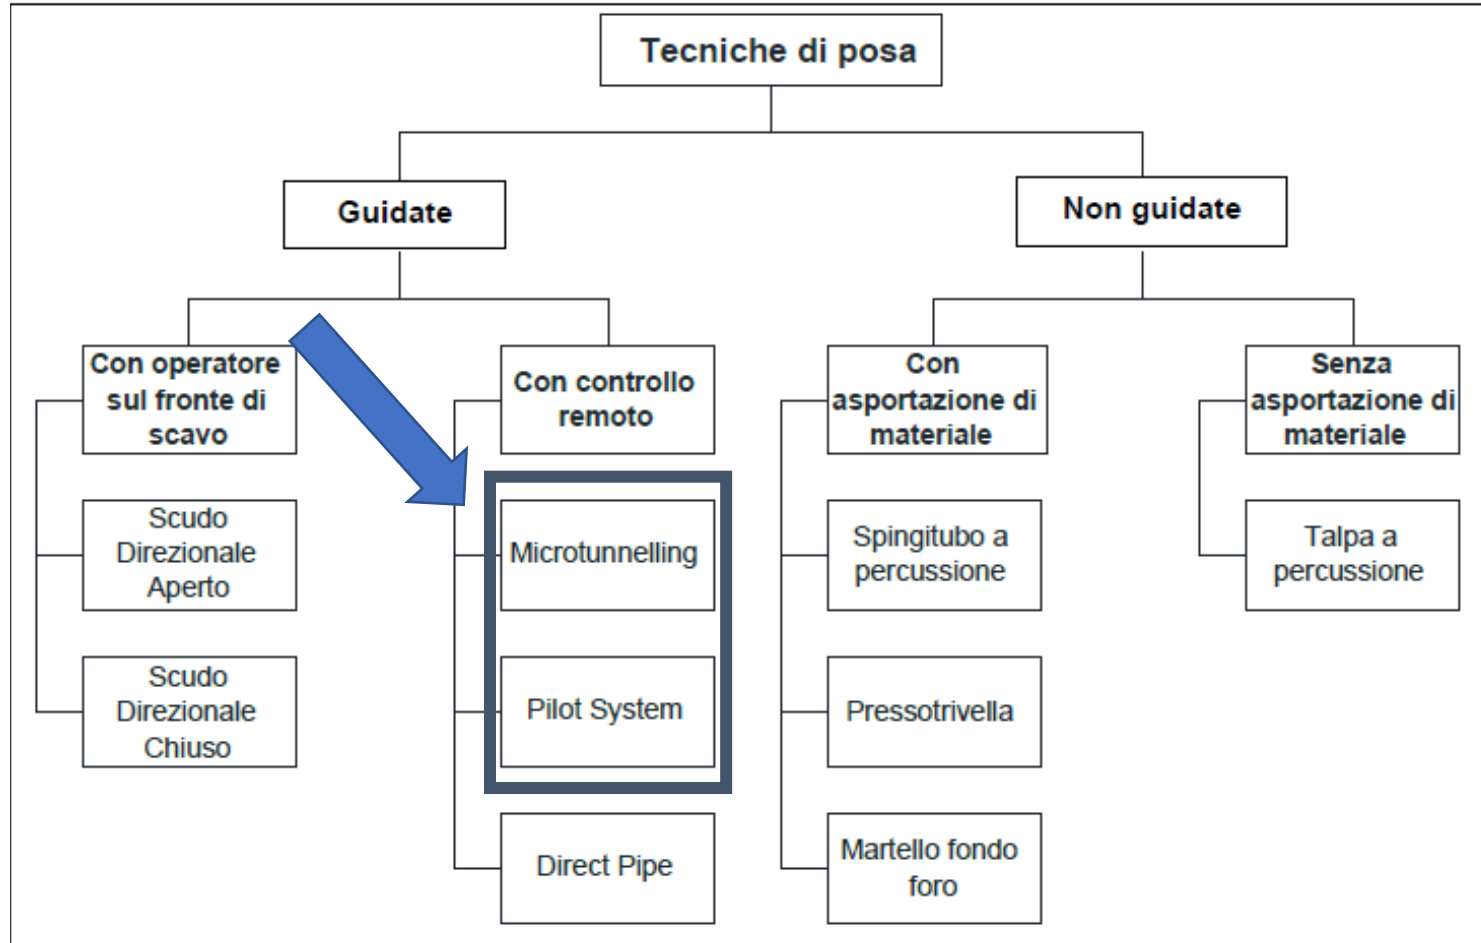 Tecniche di posa
Guidate
Non guidate
Con operatore
sul fronte di
scavo
Con controllo
remoto
Con
asportazione di
materiale
Senza
asportazione di
materiale
Scudo
Direzionale
Aperto
Microtunnelling
Spingitubo a
percussione
Talpa a
percussione
Scudo
Direzionale
Chiuso
Pilot System
Pressotrivella
Direct Pipe
Martello fondo
foro